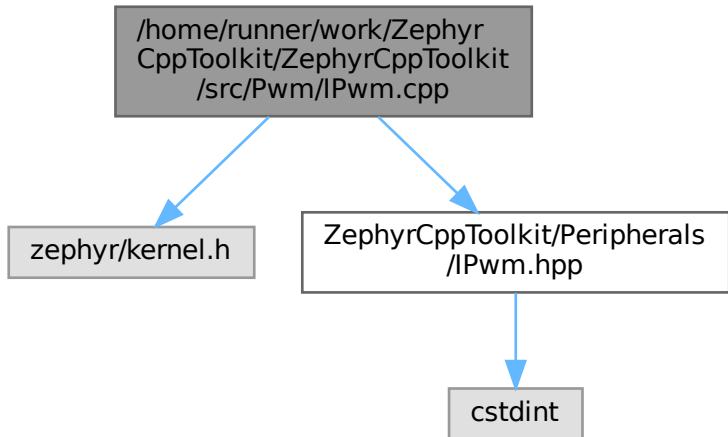 /home/runner/work/Zephyr
CppToolkit/ZephyrCppToolkit
/src/Pwm/IPwm.cpp
zephyr/kernel.h
ZephyrCppToolkit/Peripherals
/IPwm.hpp
cstdint